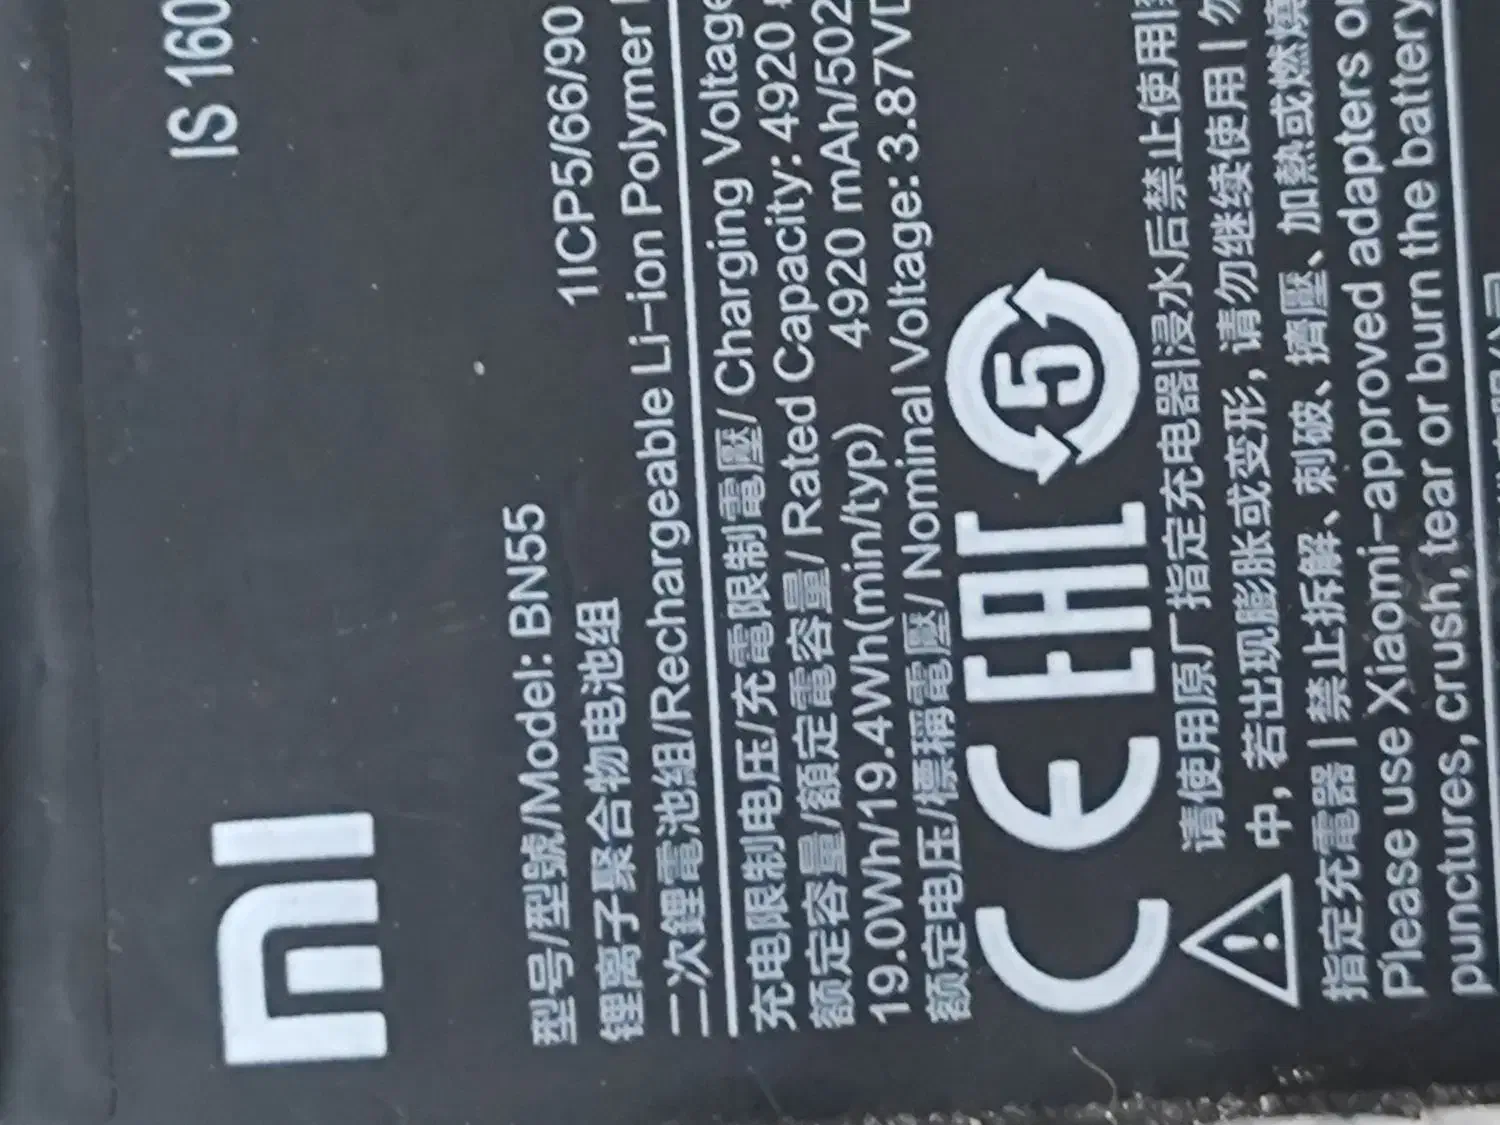 mi
IS 160
型号/型號/Model: BN55
锂离子聚合物电池组 1ICP5/66/90
二次鋰電池組/Rechargeable Li-ion Polymer
充电限制电压/充電限制電壓/ Charging Voltage
额定容量/額定電容量/ Rated Capacity: 4920
19.0Wh/19.4Wh(min/typ) 4920 mAh/502
额定电压/標稱電壓/ Nominal Voltage: 3.87VD
CE EAC 5
请使用原厂指定充电器|浸水后禁止使用|
中，若出现膨胀或变形，请勿继续使用 | 勿
指定充電器 | 禁止拆解、刺破、擠壓、加熱或燃燒
Please use Xiaomi-approved adapters or
punctures, crush, tear or burn the battery